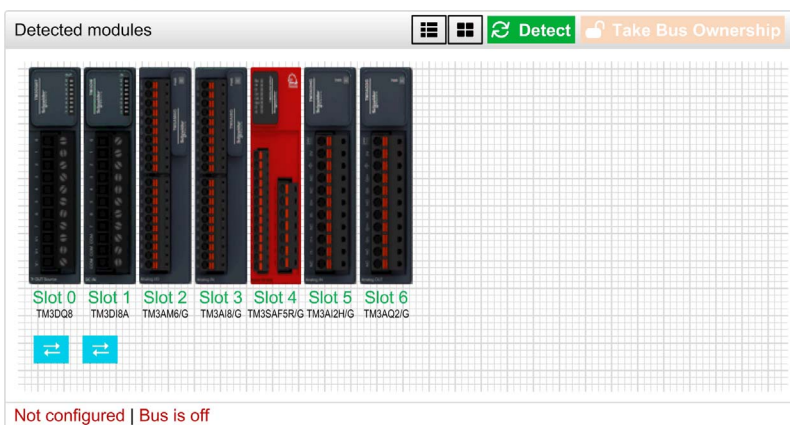 Detected modules
Detect
Take Bus Ownership
Slot 0 Slot 1 Slot 2 Slot 3 Slot 4 Slot 5 Slot 6
TM3DQ8 TM3DI8A TM3AM6/G TM3AI8/G TM3SAF5R/G TM3AI2H/G TM3AQ2/G
Not configured | Bus is off